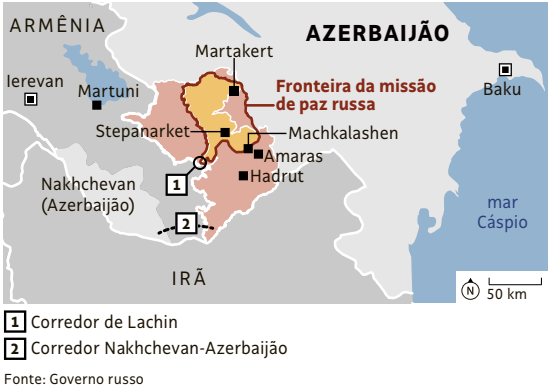 ARMÊNIA
AZERBAIJÃO
Martakert
Ierevan
Martuni
Fronteira da missão
de paz russa
Baku
Stepanarket
Machkalashen
Amaras
Hadrut
1
Nakhchevan
(Azerbaijão)
2
mar
Cáspio
IRÃ
N
50 km
1 Corredor de Lachin
2 Corredor Nakhchevan-Azerbaijão
Fonte: Governo russo